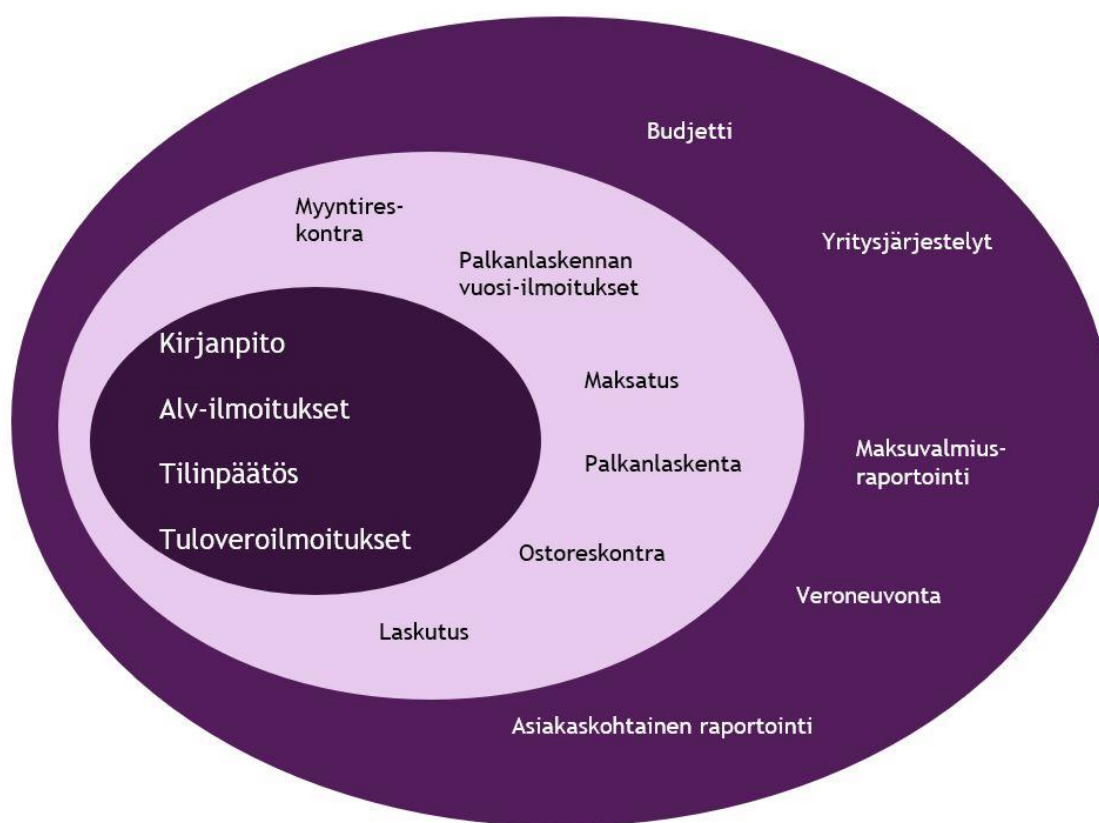 Budjetti
Myyntires-
kontra
Yritysjärjestelyt
Palkanlaskennan
vuosi-ilmoitukset
Kirjanpito
Maksatus
Alv-ilmoitukset
Maksuvalmius-
raportointi
Palkanlaskenta
Tilinpäätös
Tuloveroilmoitukset
Ostoreskontra
Veroneuvonta
Laskutus
Asiakaskohtainen raportointi